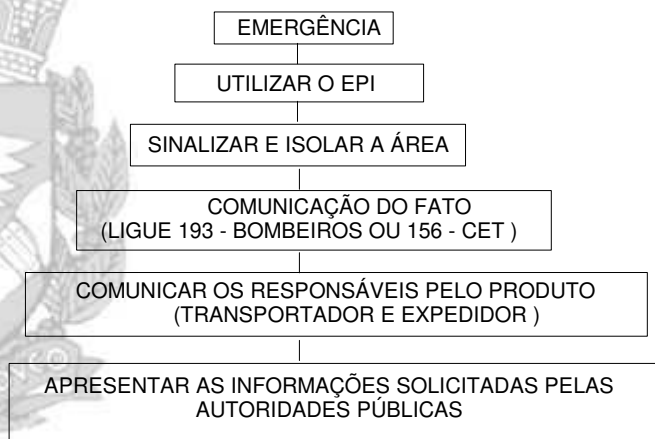 EMERGÊNCIA
UTILIZAR O EPI
SINALIZAR E ISOLAR A ÁREA
COMUNICAÇÃO DO FATO
(LIGUE 193 - BOMBEIROS OU 156 - CET )
COMUNICAR OS RESPONSÁVEIS PELO PRODUTO
(TRANSPORTADOR E EXPEDIDOR )
APRESENTAR AS INFORMAÇÕES SOLICITADAS PELAS
AUTORIDADES PÚBLICAS